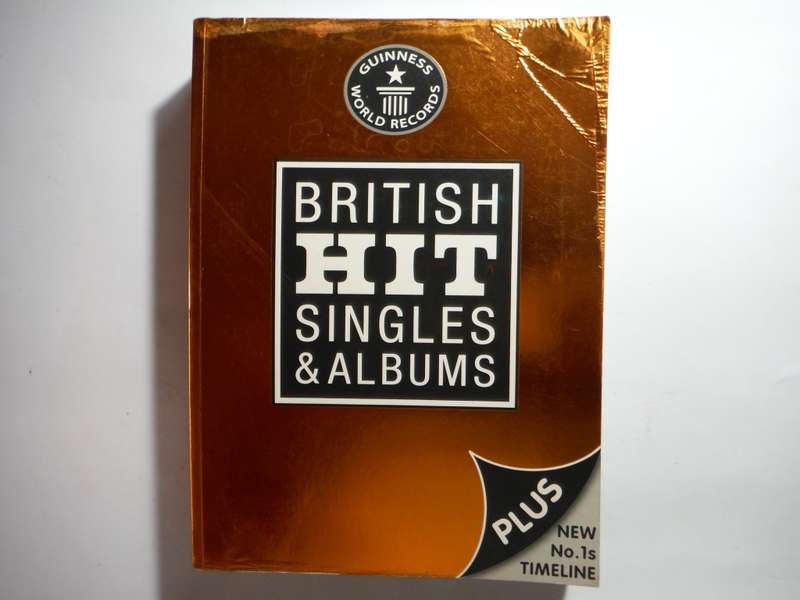 GUINNESS
WORLD RECORDS
BRITISH
HIT
SINGLES
& ALBUMS
PLUS
NEW
No.1s
TIMELINE